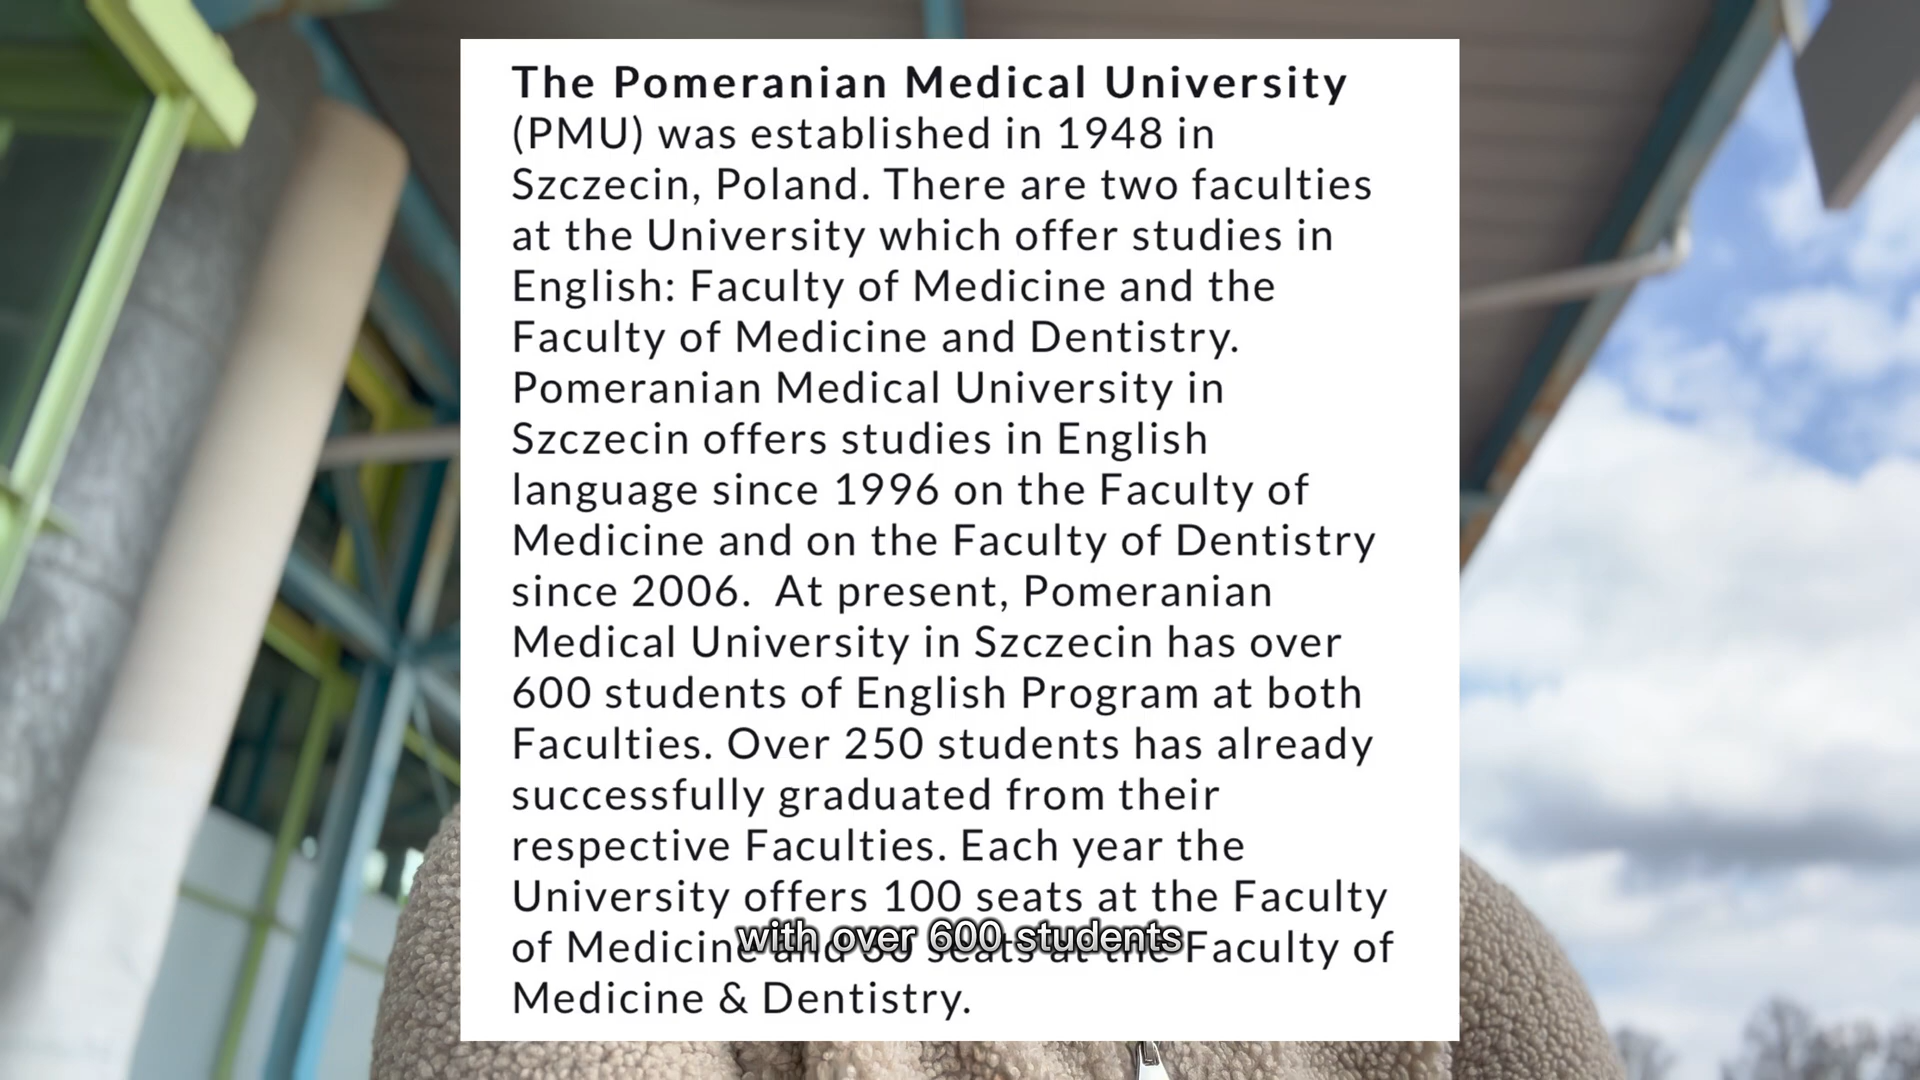 The Pomeranian Medical University
(PMU) was established in 1948 in
Szczecin, Poland. There are two faculties
at the University which offer studies in
English: Faculty of Medicine and the
Faculty of Medicine and Dentistry.
Pomeranian Medical University in
Szczecin offers studies in English
language since 1996 on the Faculty of
Medicine and on the Faculty of Dentistry
since 2006. At present, Pomeranian
Medical University in Szczecin has over
600 students of English Program at both
Faculties. Over 250 students has already
successfully graduated from their
respective Faculties. Each year the
University offers 100 seats at the Faculty
of Medicine and seats at the Faculty of
with over 600 students
Medicine & Dentistry.